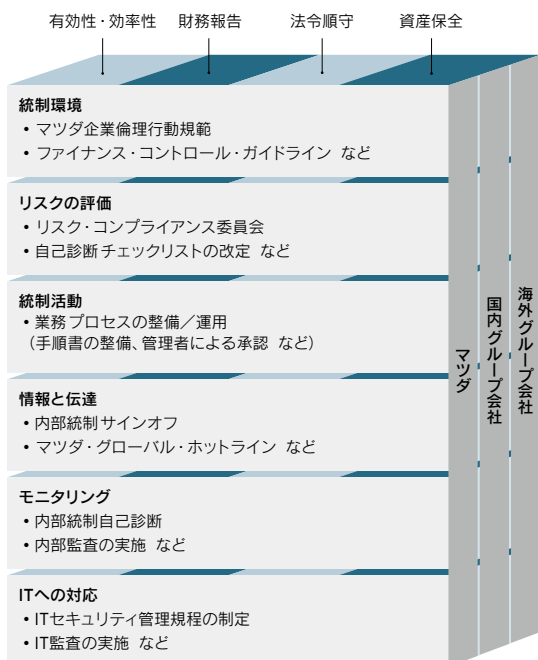 有効性・効率性 財務報告 法令順守 資産保全
統制環境
• マツダ企業倫理行動規範
• ファイナンス・コントロール・ガイドライン など
リスクの評価
• リスク・コンプライアンス委員会
• 自己診断チェックリストの改定 など
統制活動
• 業務プロセスの整備／運用
（手順書の整備、管理者による承認 など）
情報と伝達
• 内部統制サインオフ
• マツダ・グローバル・ホットライン など
モニタリング
• 内部統制自己診断
• 内部監査の実施 など
ITへの対応
• ITセキュリティ管理規程の制定
• IT監査の実施 など
マツダ
国内グループ会社
海外グループ会社